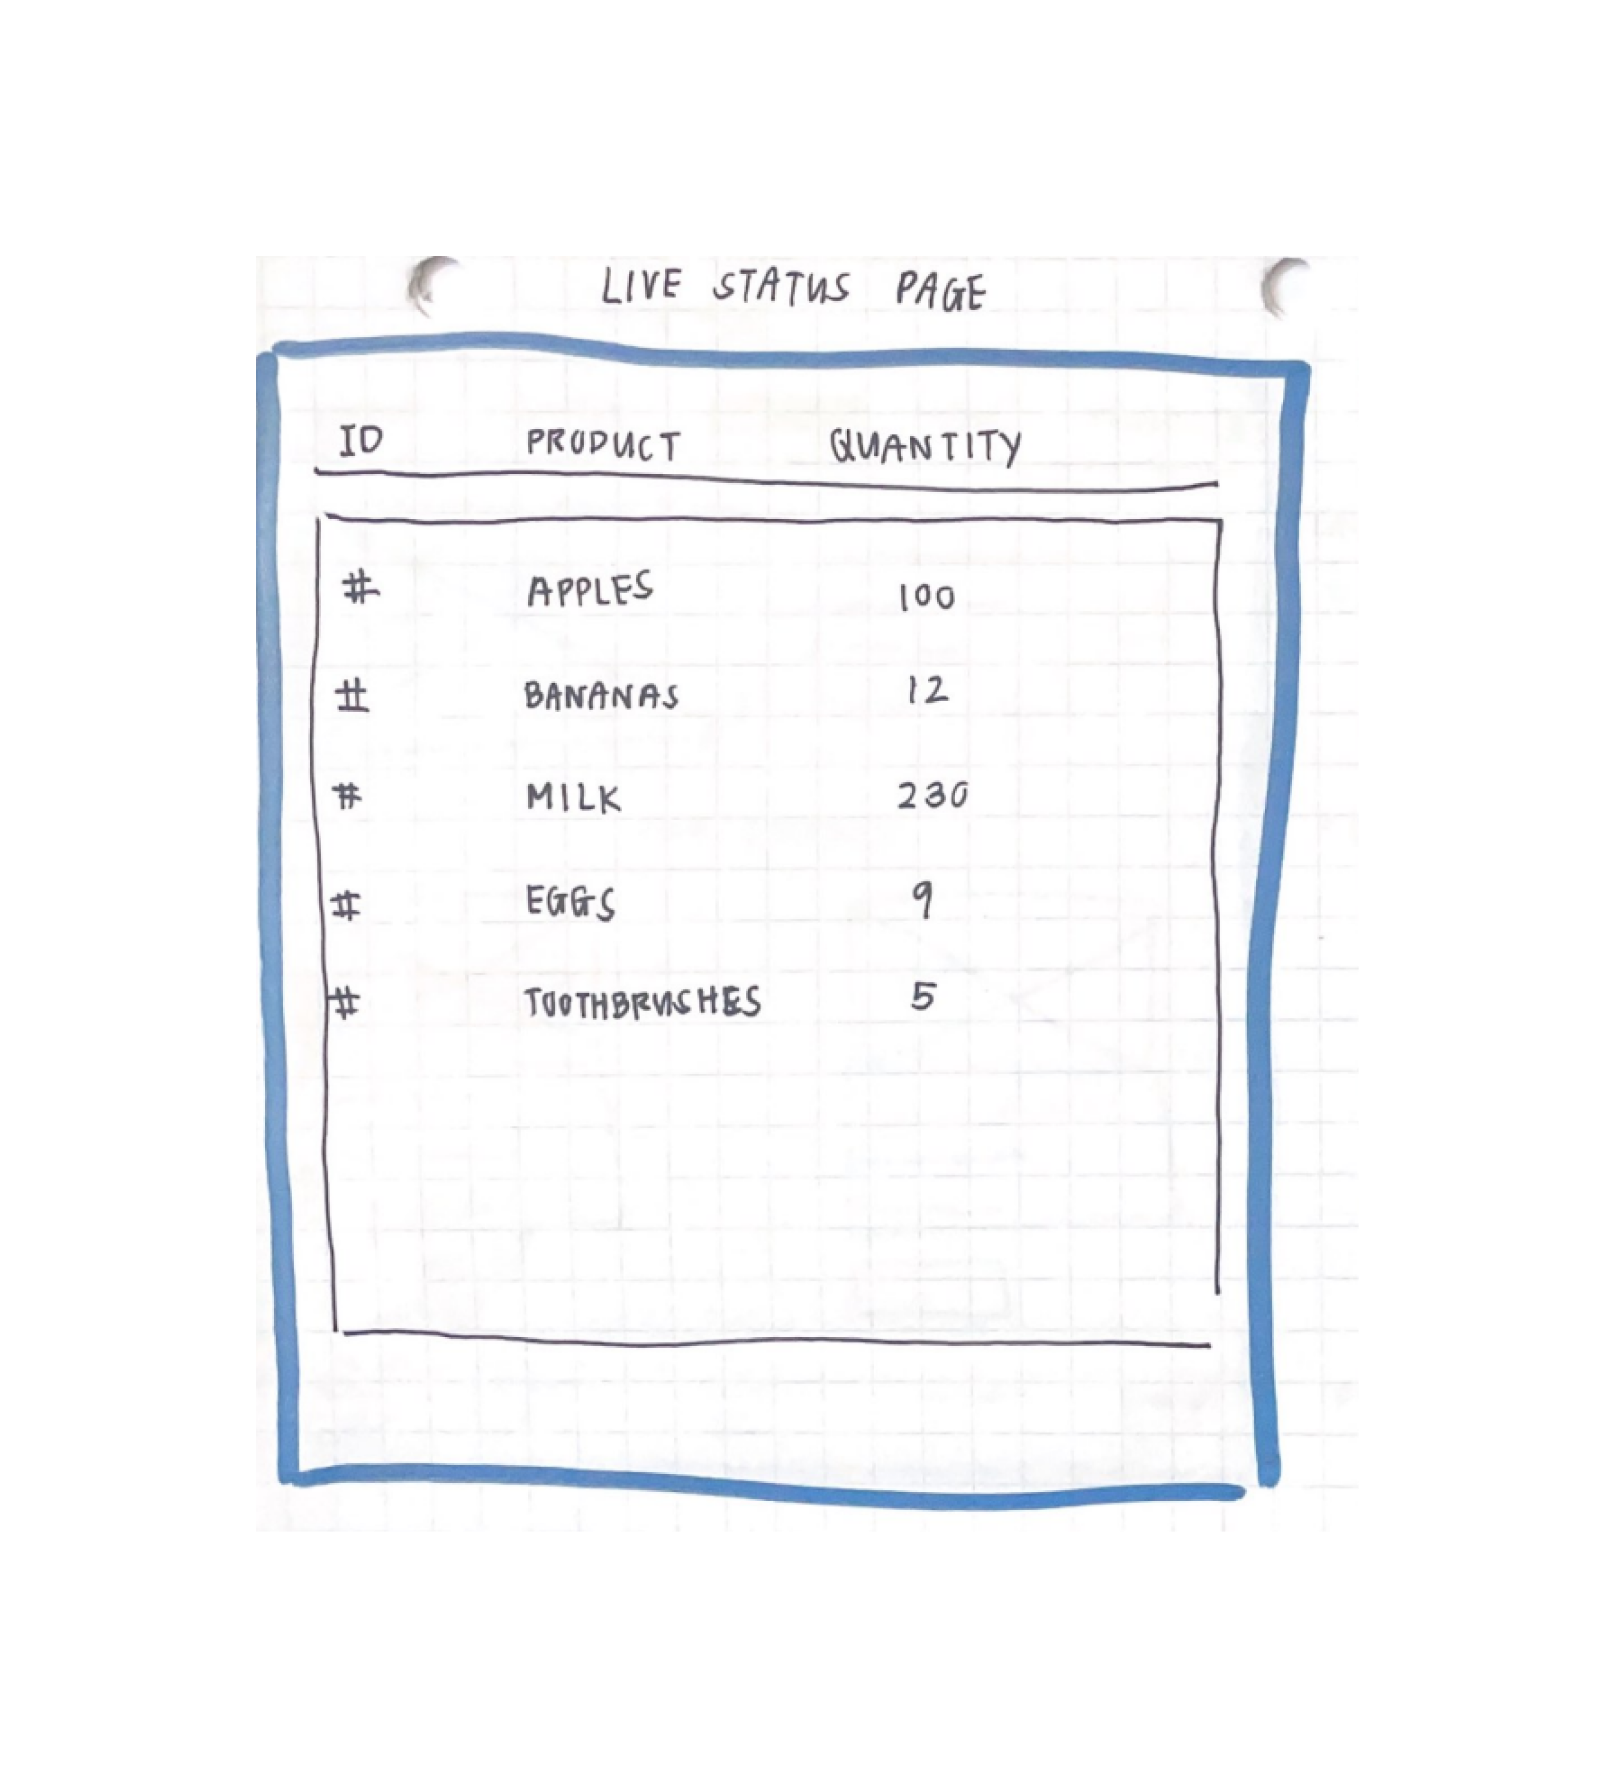 LIVE STATUS PAGE
ID PRODUCT QUANTITY
# APPLES 100
# BANANAS 12
# MILK 230
# EGGS 9
# TOOTHBRUSHES 5